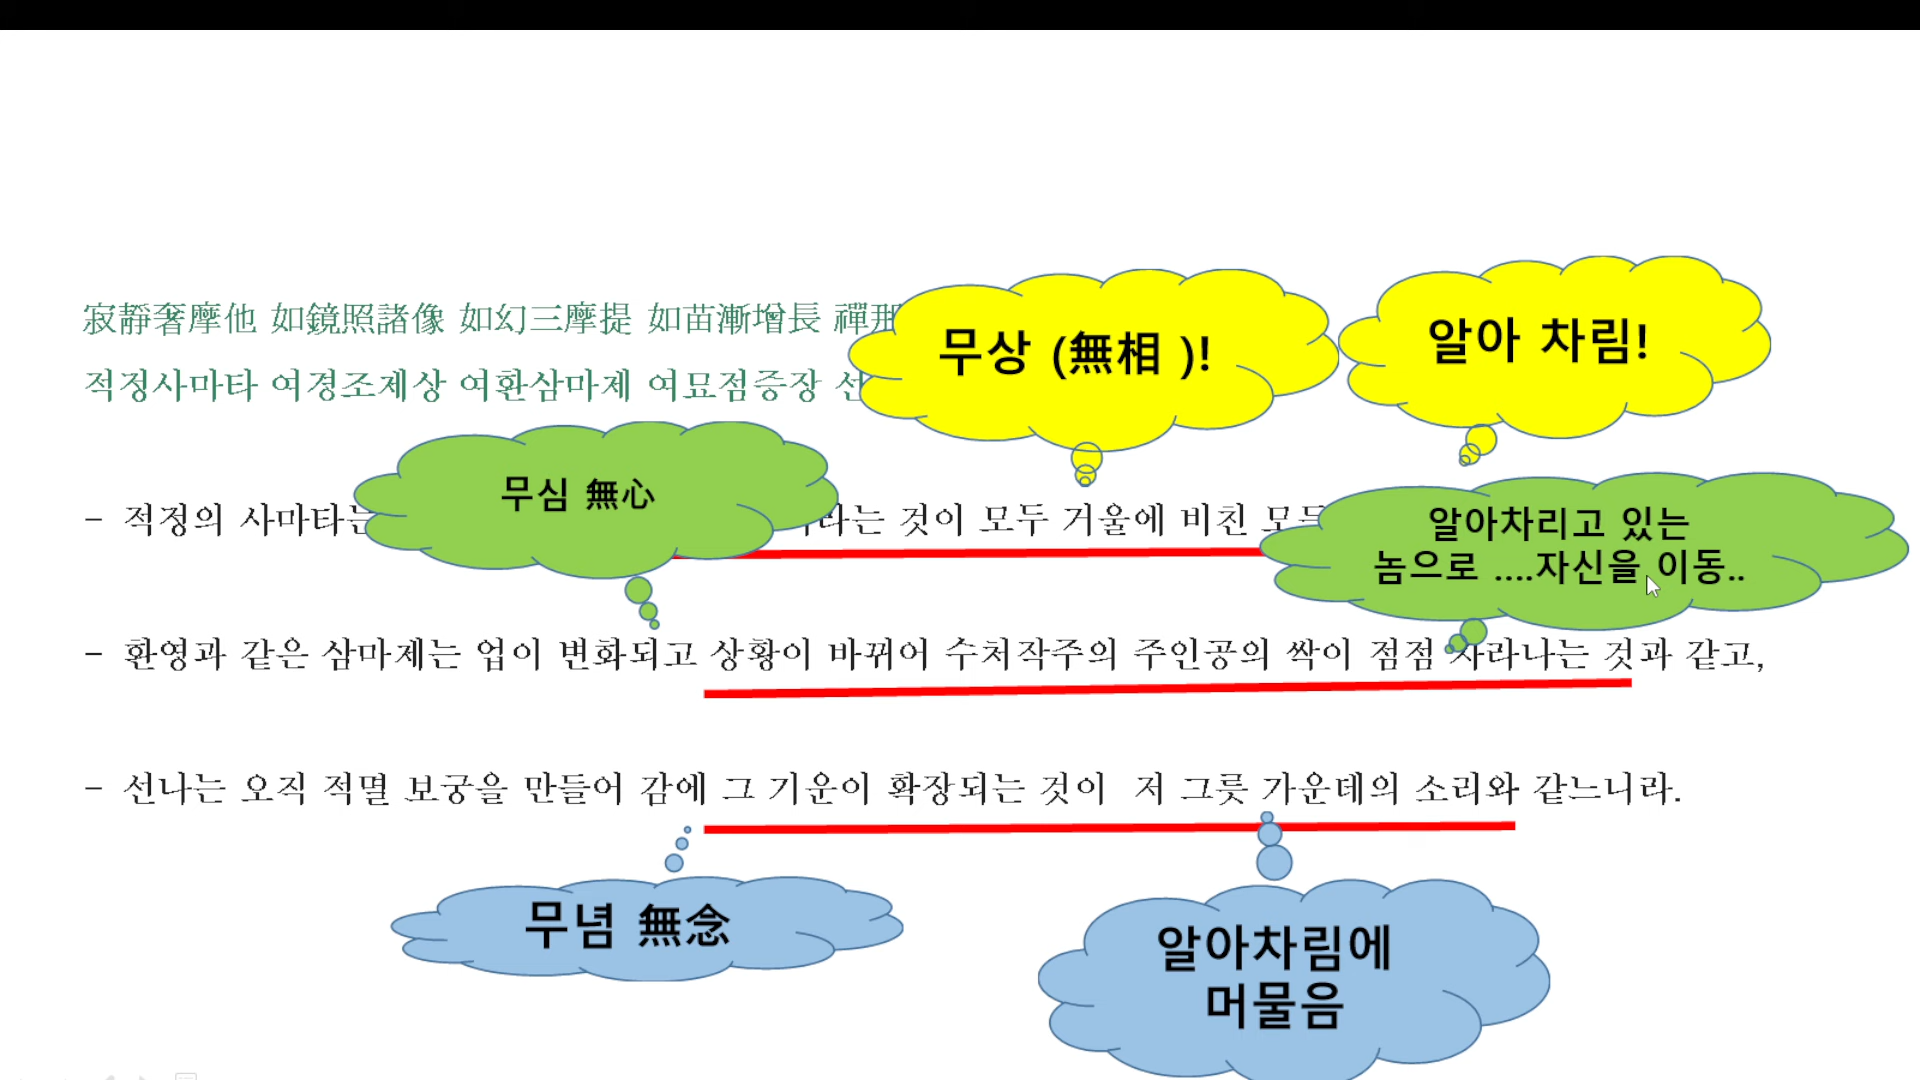 寂靜奢摩他 如鏡照諸像 如幻三摩提 如苗漸增長 禪那
적정사마타 여경조제상 여환삼마제 여묘점증장 선
무상 (無相 )!
알아 차림!
무심 無心
알아차리고 있는
놈으로 ....자신을 이동..
- 적정의 사마타는 라는 것이 모두 거울에 비친 모든
- 환영과 같은 삼마제는 업이 변화되고 상황이 바뀌어 수처작주의 주인공의 싹이 점점 자라나는 것과 같고,
- 선나는 오직 적멸 보궁을 만들어 감에 그 기운이 확장되는 것이 저 그릇 가운데의 소리와 같느니라.
무념 無念
알아차림에
머물음